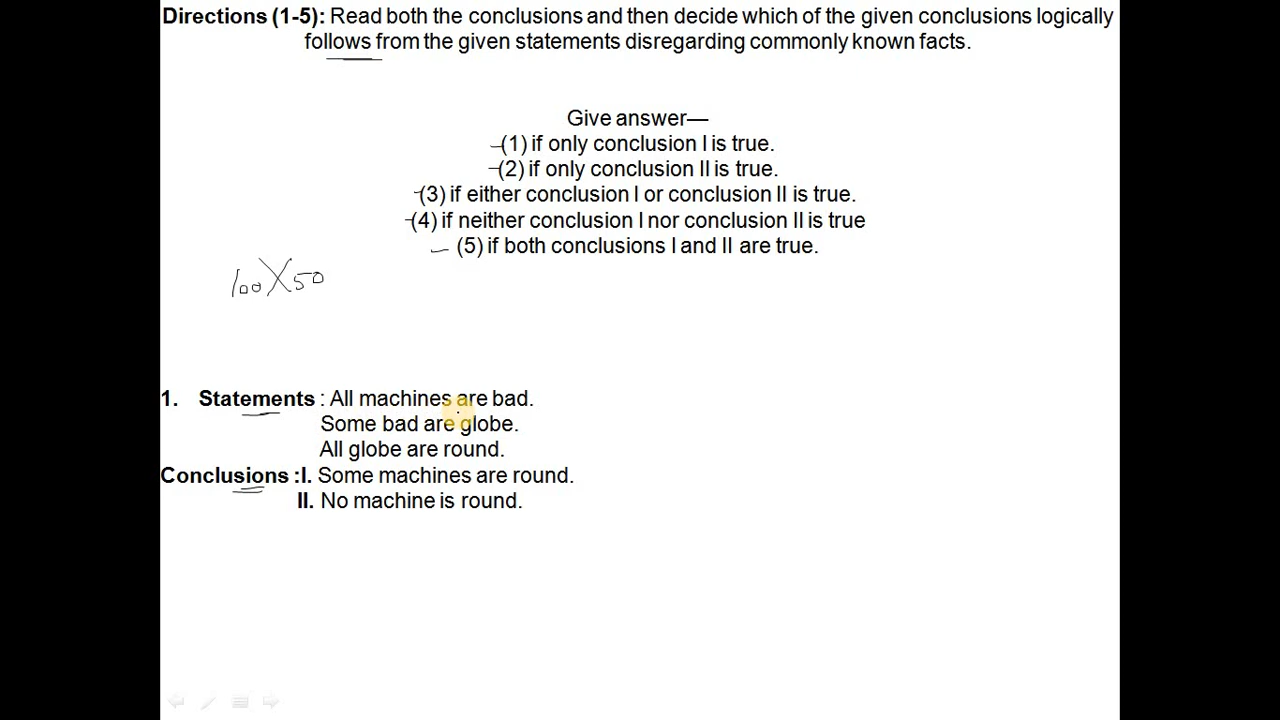 Directions (1-5): Read both the conclusions and then decide which of the given conclusions logically
follows from the given statements disregarding commonly known facts.
Give answer—
(1) if only conclusion I is true.
(2) if only conclusion II is true.
(3) if either conclusion I or conclusion II is true.
(4) if neither conclusion I nor conclusion II is true
(5) if both conclusions I and II are true.
100 X 50
1. Statements : All machines are bad.
Some bad are globe.
All globe are round.
Conclusions :I. Some machines are round.
II. No machine is round.